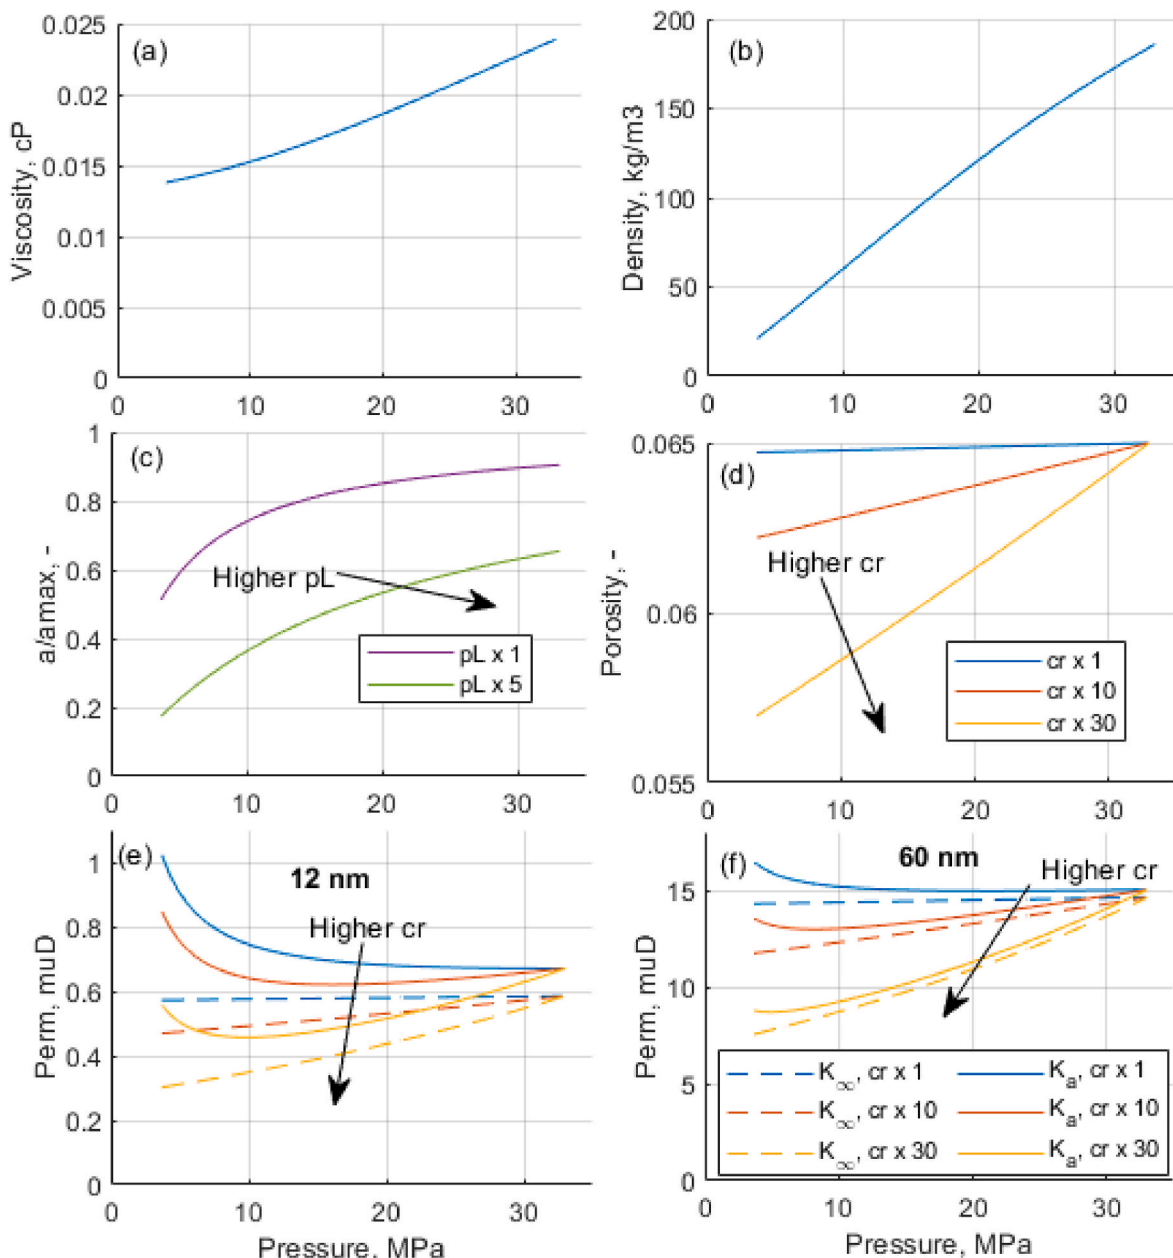 (a)
Viscosity, cP
0.025
0.02
0.015
0.01
0.005
0
0 10 20 30
(b)
Density, kg/m3
200
150
100
50
0
0 10 20 30
(c)
a/amax, -
1
0.8
0.6
0.4
0.2
0
Higher pL
pL x 1
pL x 5
0 10 20 30
(d)
Porosity, -
0.065
0.06
0.055
Higher cr
cr x 1
cr x 10
cr x 30
0 10 20 30
(e)
12 nm
Perm, muD
1
0.8
0.6
0.4
0.2
0
Higher cr
0 10 20 30
Pressure, MPa
(f)
60 nm
Perm, muD
15
10
5
0
Higher cr
K∞, cr x 1
K∞, cr x 10
K∞, cr x 30
Ka, cr x 1
Ka, cr x 10
Ka, cr x 30
0 10 20 30
Pressure, MPa